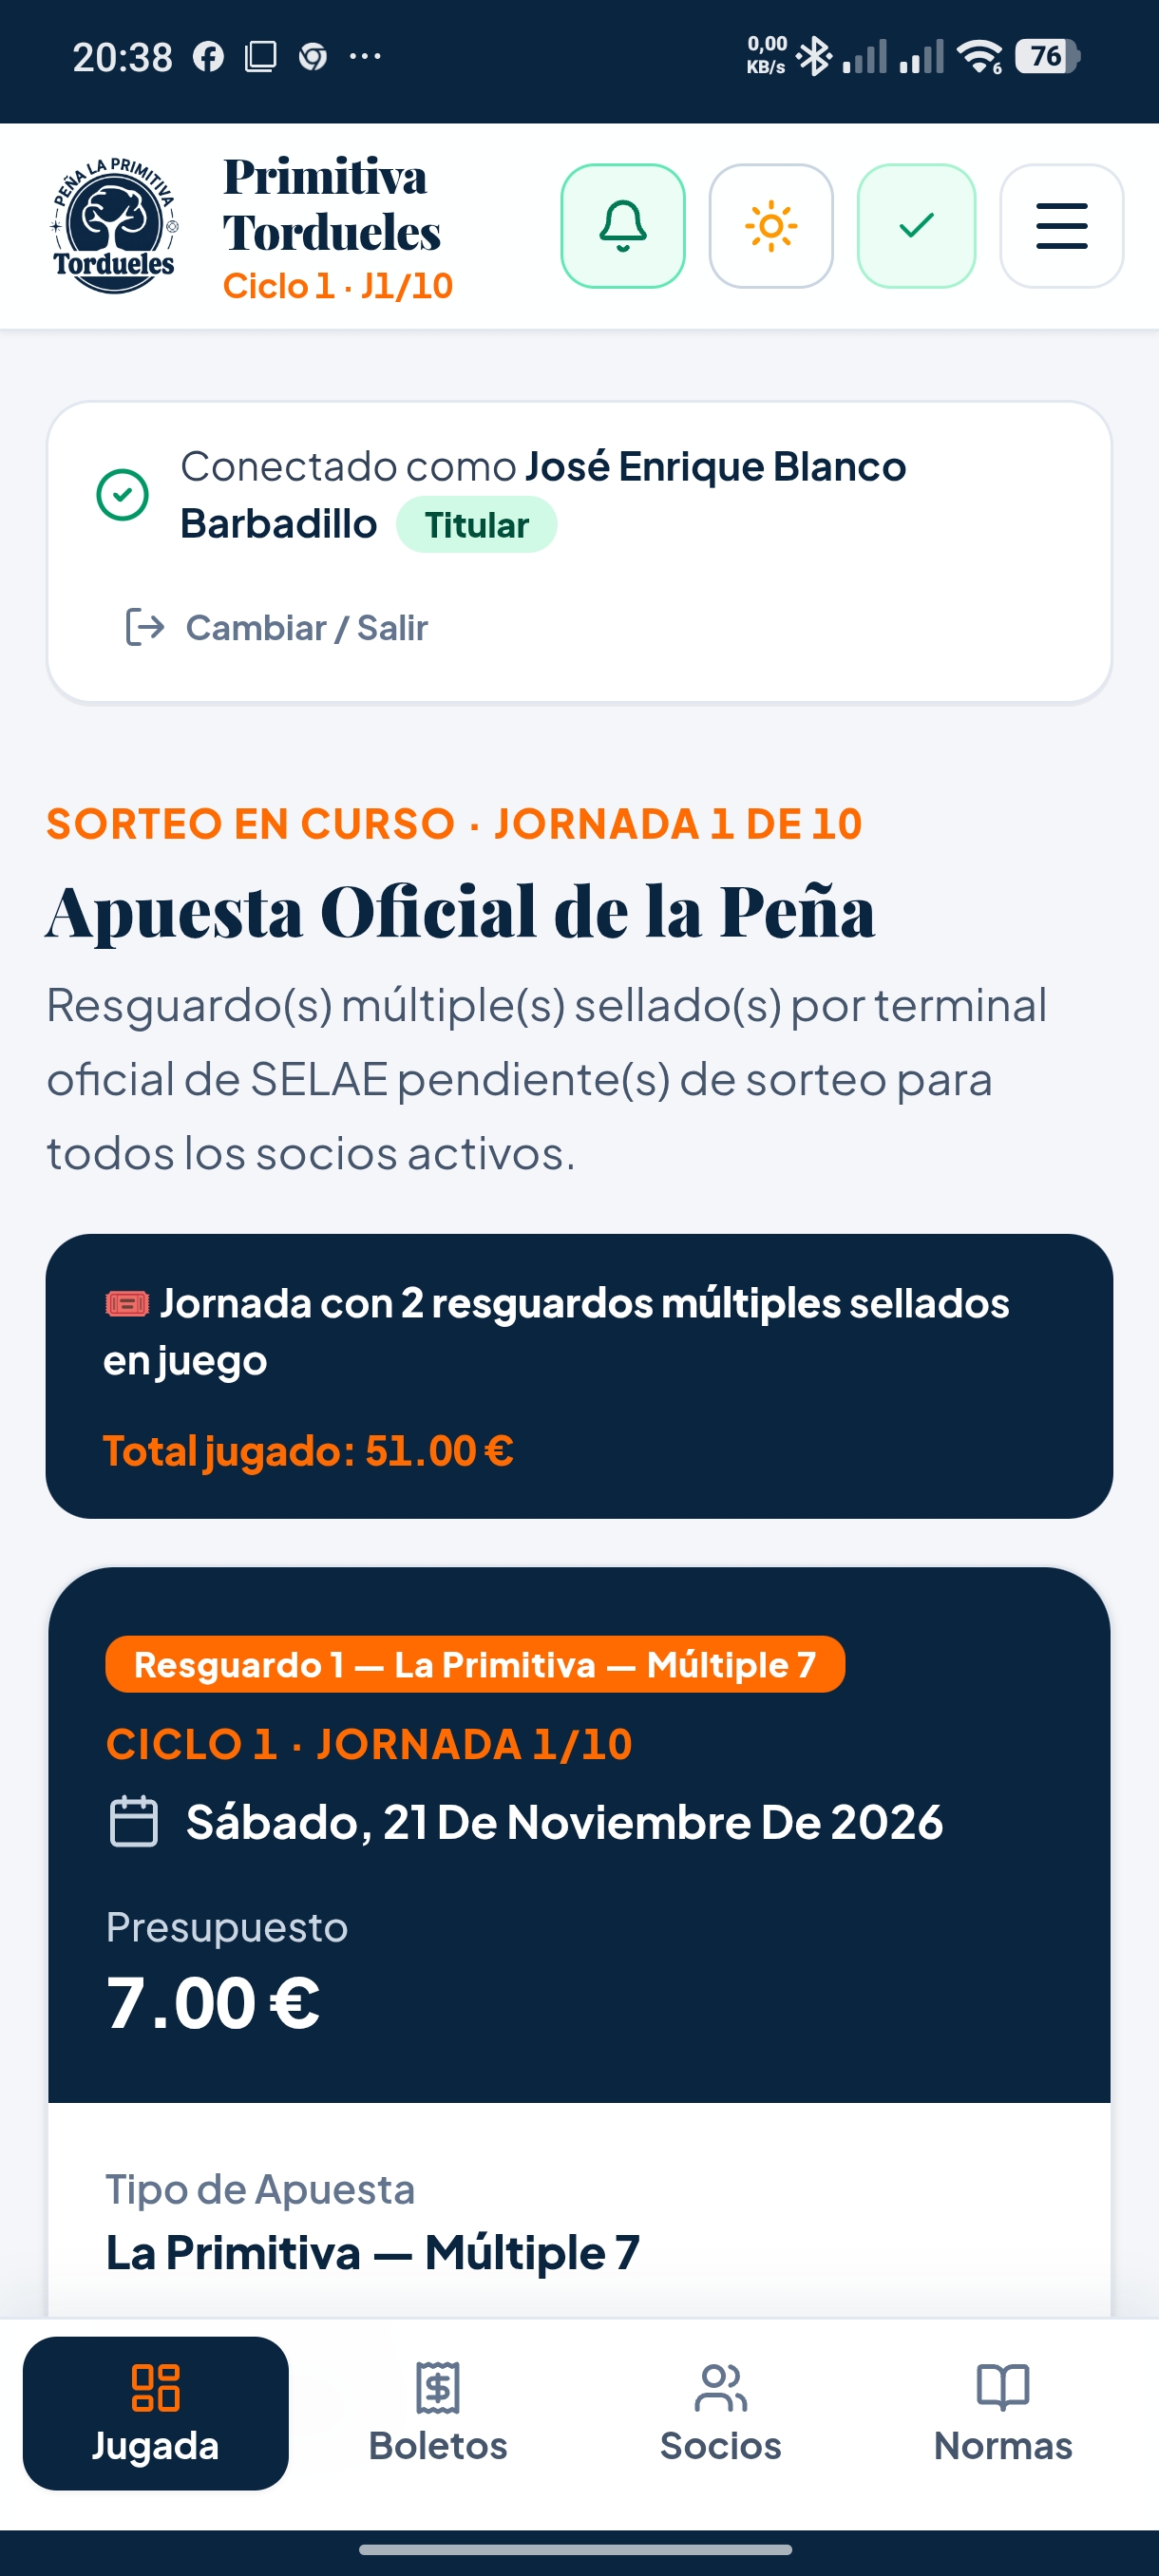 20:38
0,00
KB/s
6
76
PEÑA LA PRIMITIVA
Tordueles
Primitiva
Tordueles
Ciclo 1 · J1/10
Conectado como José Enrique Blanco
Barbadillo Titular
Cambiar / Salir
SORTEO EN CURSO · JORNADA 1 DE 10
Apuesta Oficial de la Peña
Resguardo(s) múltiple(s) sellado(s) por terminal
oficial de SELAE pendiente(s) de sorteo para
todos los socios activos.
Jornada con 2 resguardos múltiples sellados
en juego
Total jugado: 51.00 €
Resguardo 1 — La Primitiva — Múltiple 7
CICLO 1 · JORNADA 1/10
Sábado, 21 De Noviembre De 2026
Presupuesto
7.00 €
Tipo de Apuesta
La Primitiva — Múltiple 7
Jugada
Boletos
Socios
Normas